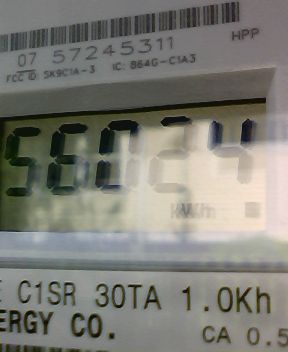 07 57245311
HPP
FCC ID: SK9C1A-3 IC: 864G-C1A3
56024
kWh
C1SR 30TA 1.0Kh
ERGY CO.
CA 0.5